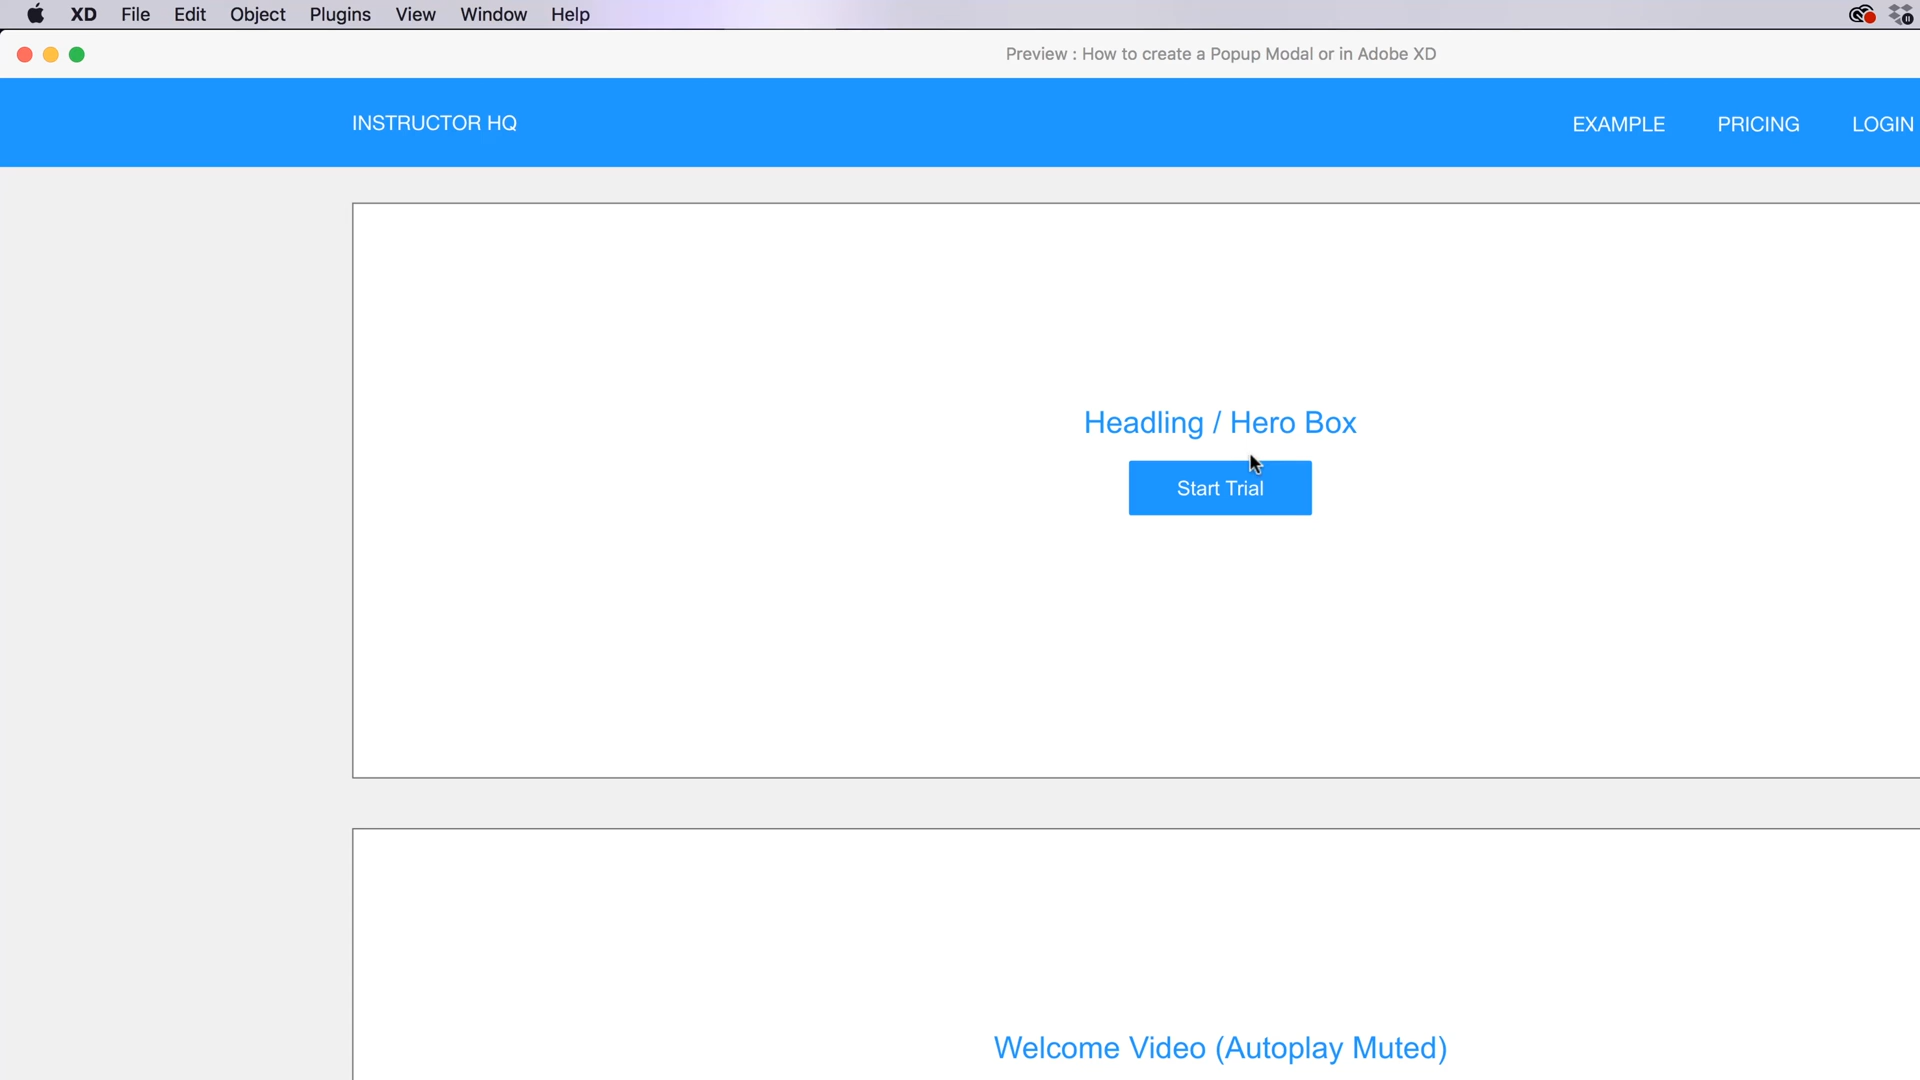 XD File Edit Object Plugins View Window Help
Preview : How to create a Popup Modal or in Adobe XD
INSTRUCTOR HQ EXAMPLE PRICING LOGIN
Headling / Hero Box
Start Trial
Welcome Video (Autoplay Muted)